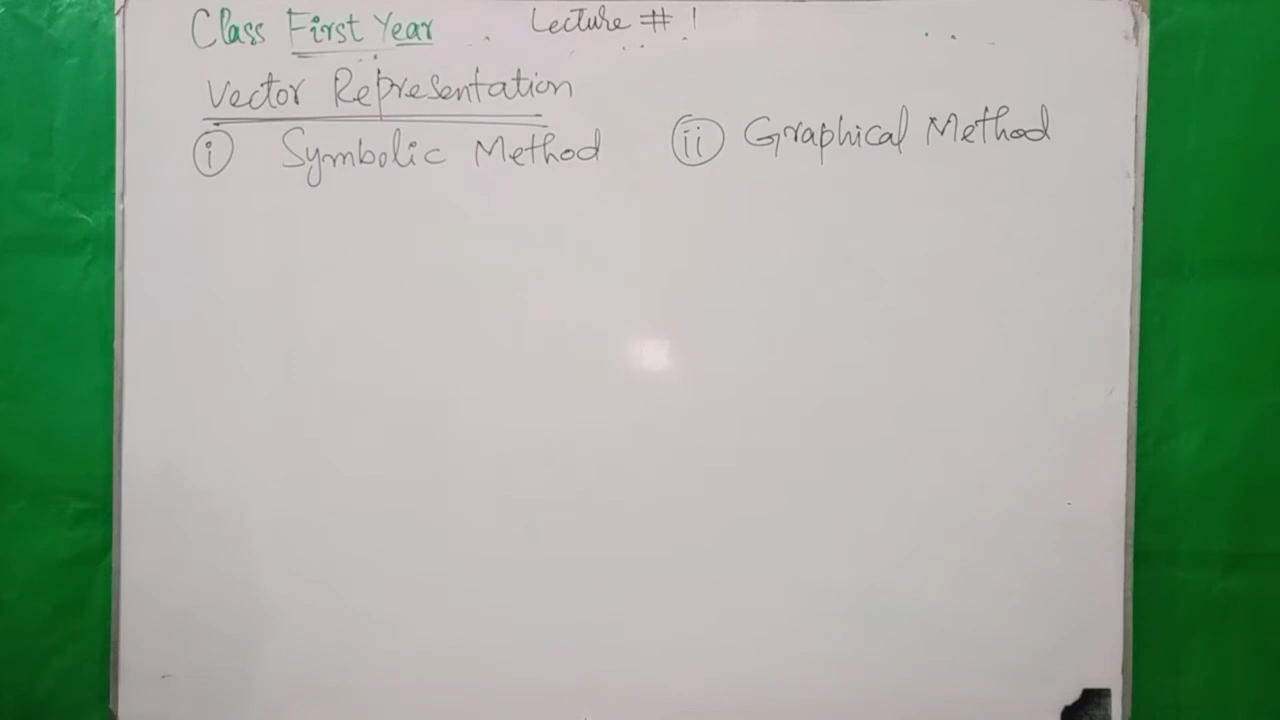 Class First Year Lecture # 1
Vector Representation
(i) Symbolic Method (ii) Graphical Method